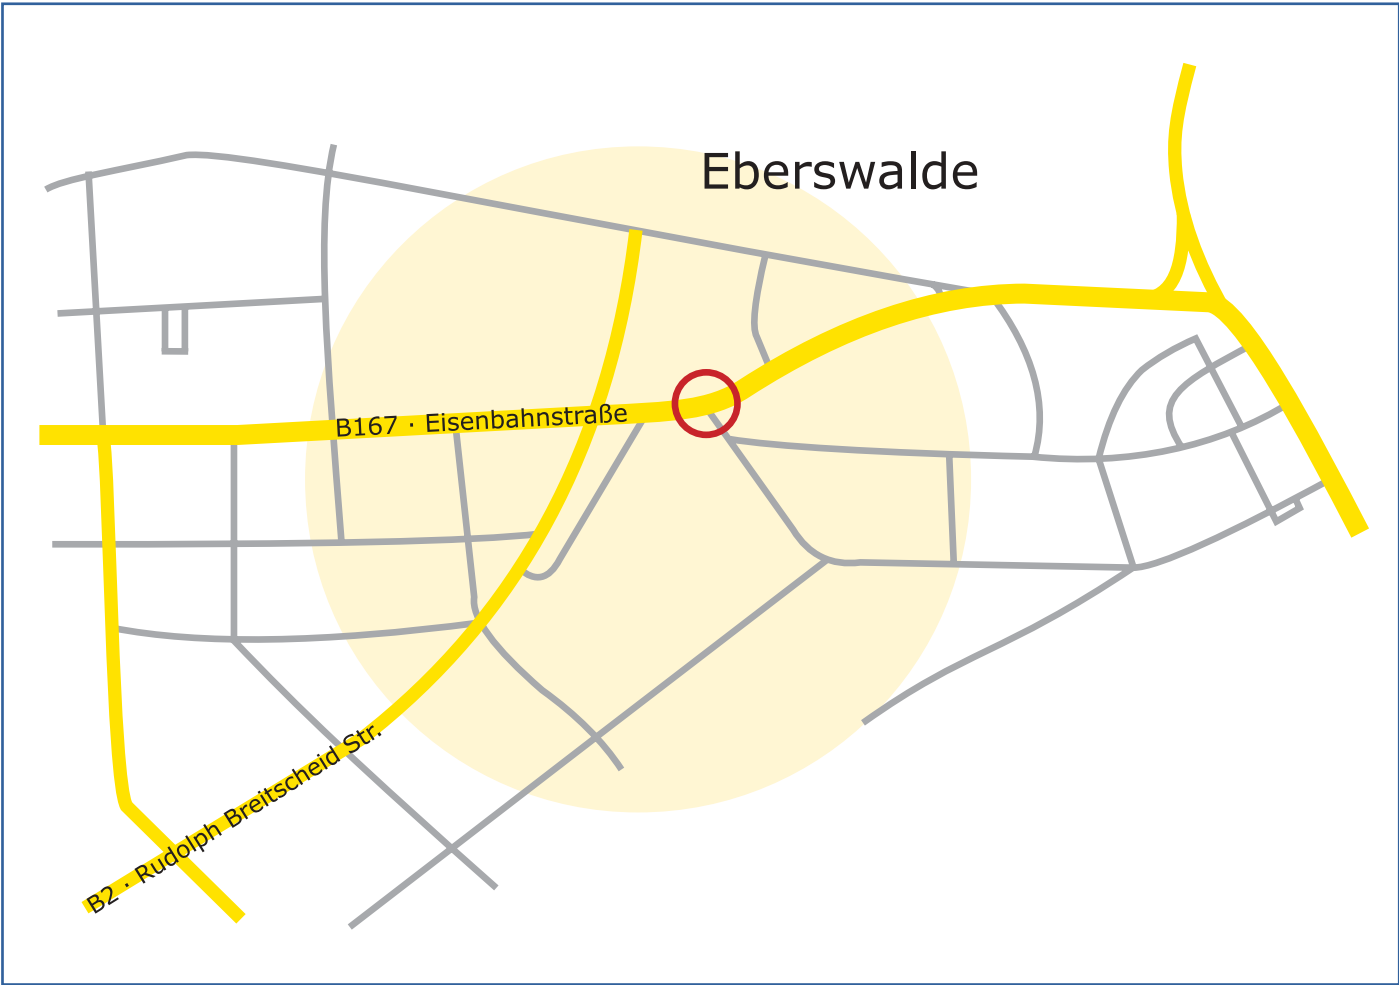 Eberswalde
B167 · Eisenbahnstraße
B2 · Rudolph Breitscheid Str.